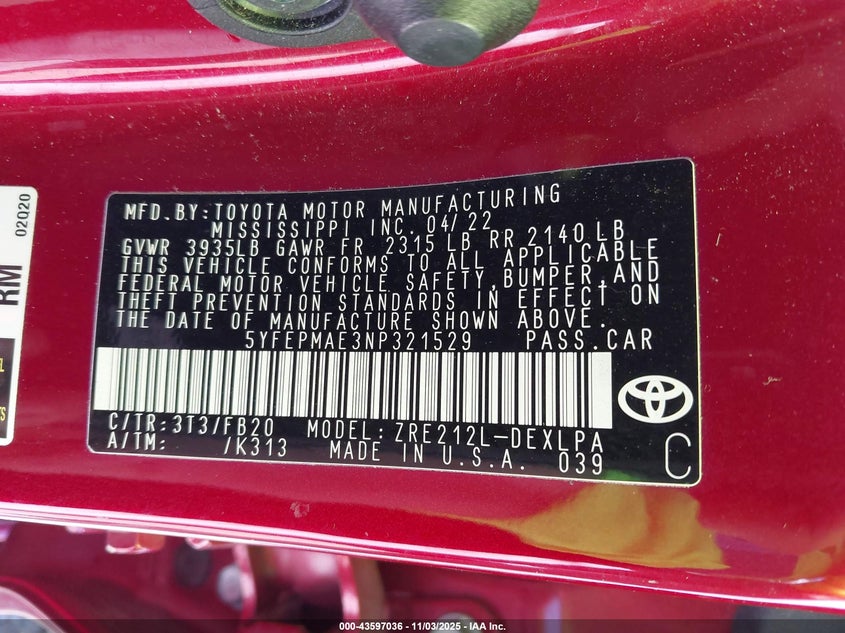 02Q20
RM
MFD.BY:TOYOTA MOTOR MANUFACTURING
MISSISSIPPI INC. 04/22
GVWR 3935LB GAWR FR 2315 LB RR 2140 LB
THIS VEHICLE CONFORMS TO ALL APPLICABLE
FEDERAL MOTOR VEHICLE SAFETY,BUMPER,AND
THEFT PREVENTION STANDARDS IN EFFECT ON
THE DATE OF MANUFACTURE SHOWN ABOVE.
5YFEPMAE3NP321529 PASS.CAR
C/TR:3T3/FB20 MODEL:ZRE212L-DEXLPA
A/TM: /K313 MADE IN U.S.A. 039
C
000-43597036 - 11/03/2025 - IAA Inc.